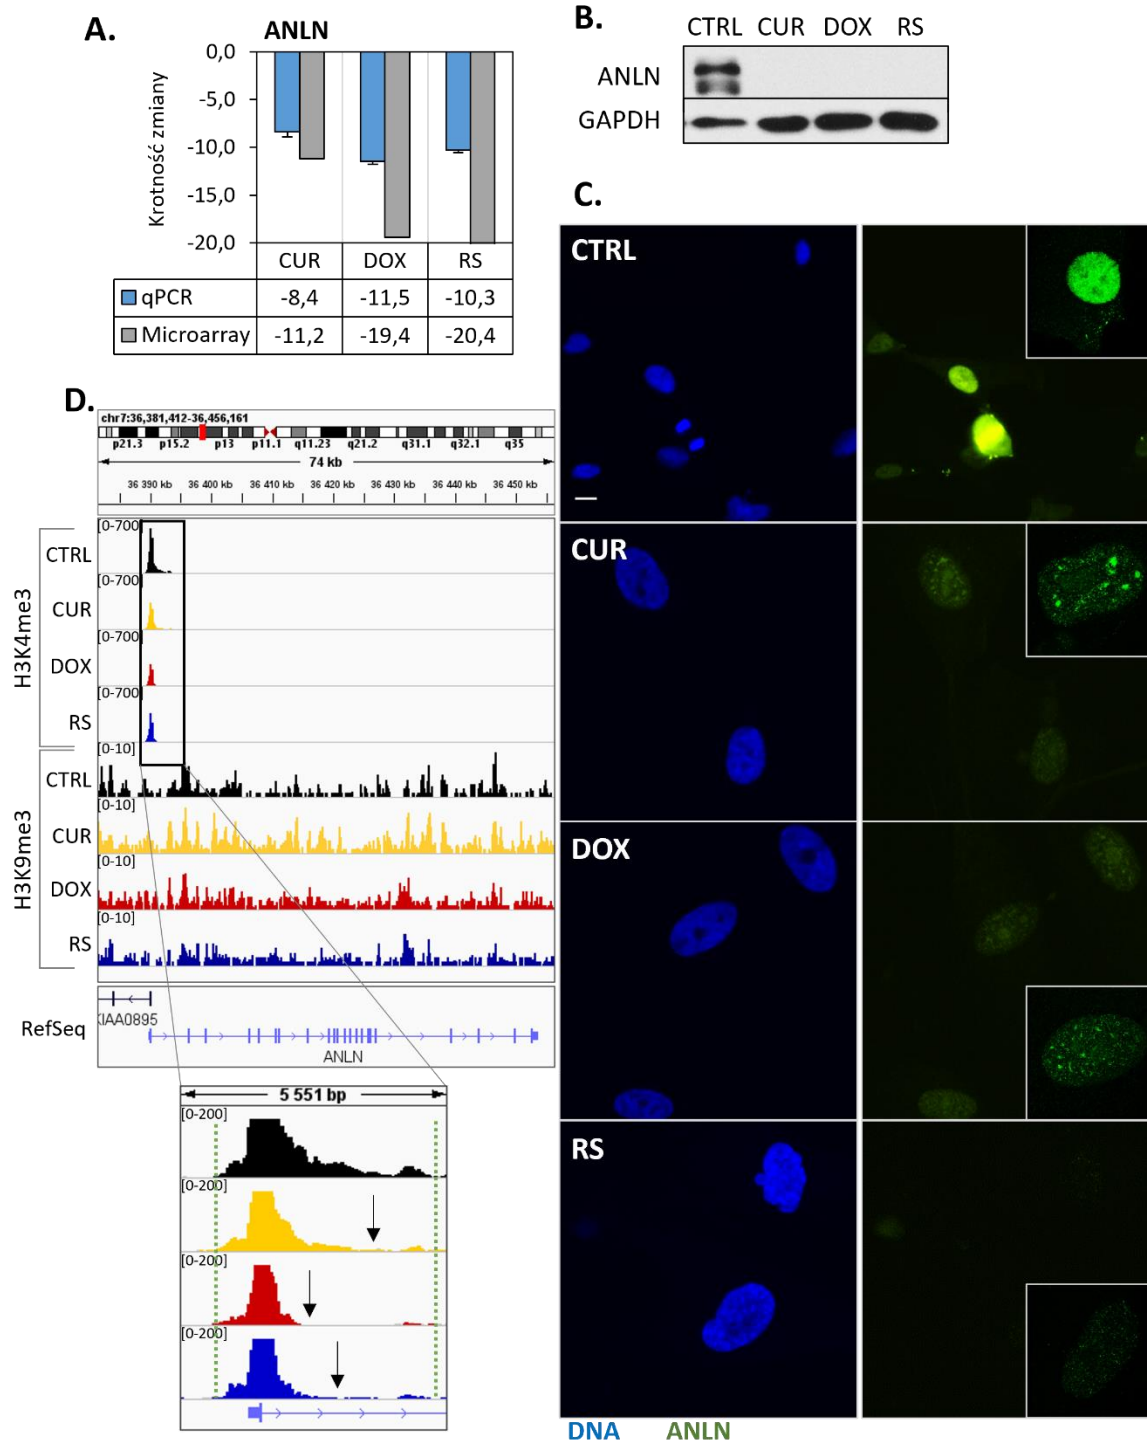 A.
ANLN
Krotność zmiany
0,0
-5,0
-10,0
-15,0
-20,0
CUR DOX RS
qPCR -8,4 -11,5 -10,3
Microarray -11,2 -19,4 -20,4
B.
CTRL CUR DOX RS
ANLN
GAPDH
C.
CTRL
CUR
DOX
RS
DNA ANLN
D.
chr7:36,381,412-36,456,161
p21.3 p15.2 p13 p11.1 q11.23 q21.2 q31.1 q32.1 q35
74 kb
36 390 kb 36 400 kb 36 410 kb 36 420 kb 36 430 kb 36 440 kb 36 450 kb
H3K4me3
[0-700]
CTRL
[0-700]
CUR
[0-700]
DOX
[0-700]
RS
H3K9me3
[0-10]
CTRL
[0-10]
CUR
[0-10]
DOX
[0-10]
RS
RefSeq
KIAA0895
ANLN
5 551 bp
[0-200]
[0-200]
[0-200]
[0-200]